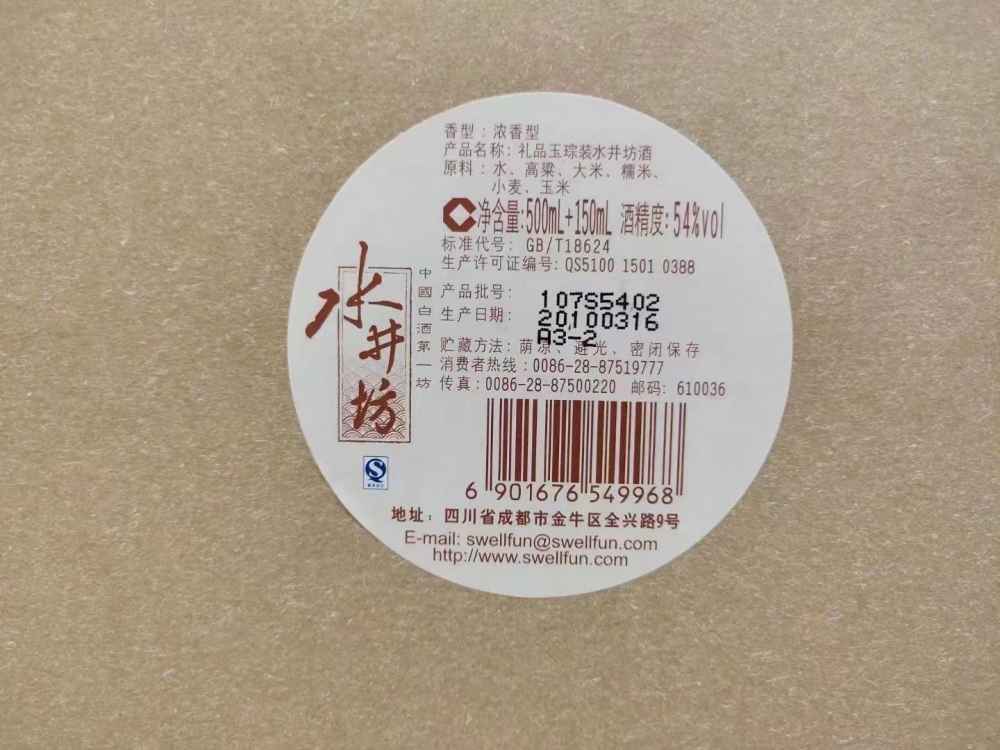 香型：浓香型
产品名称：礼品玉琮装水井坊酒
原料：水、高粱、大米、糯米、
小麦、玉米
净含量:500mL+150mL 酒精度: 54%vol
标准代号: GB/T18624
生产许可证编号: QS5100 1501 0388
产品批号: 107S5402
生产日期: 20100316
A3-2
贮藏方法: 荫凉、避光、密闭保存
消费者热线: 0086-28-87519777
传真: 0086-28-87500220 邮码: 610036
水井坊
中國白酒第一坊
6 901676 549968
地址: 四川省成都市金牛区全兴路9号
E-mail: swellfun@swellfun.com
http://www.swellfun.com